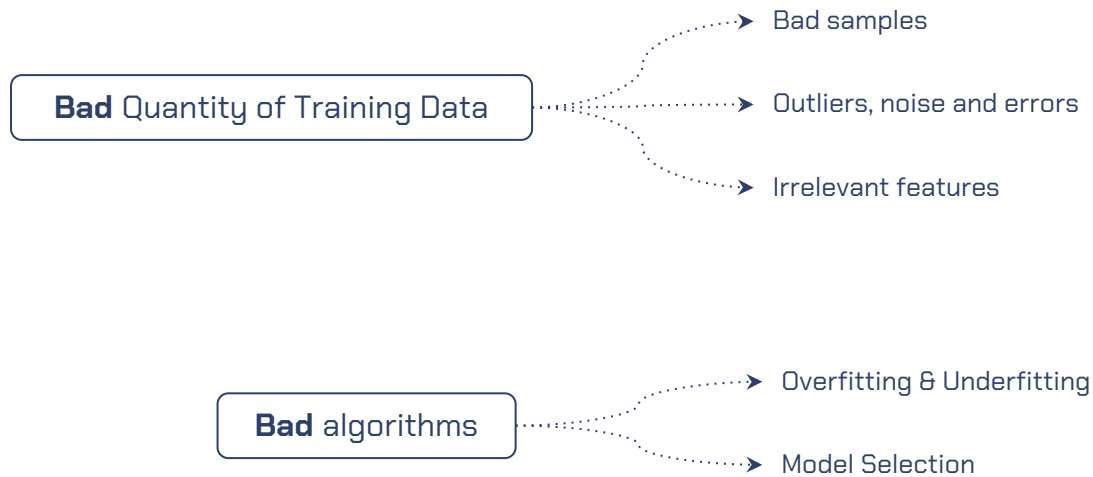 Bad samples
Bad Quantity of Training Data
Outliers, noise and errors
Irrelevant features
Overfitting & Underfitting
Bad algorithms
Model Selection